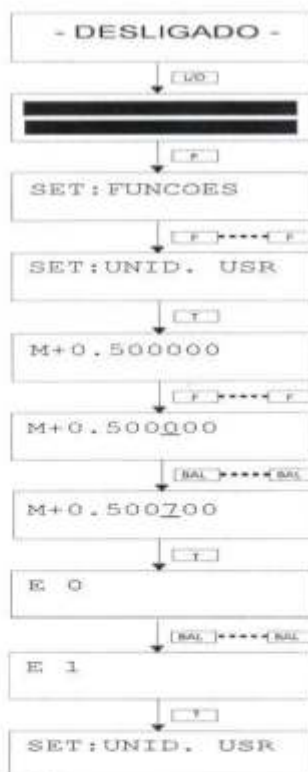 - DESLIGADO -
L/D
F
SET:FUNCOES
F F
SET:UNID. USR
T
M+0.500000
F F
M+0.500000
BAL BAL
M+0.500700
T
E 0
BAL BAL
E 1
T
SET:UNID. USR